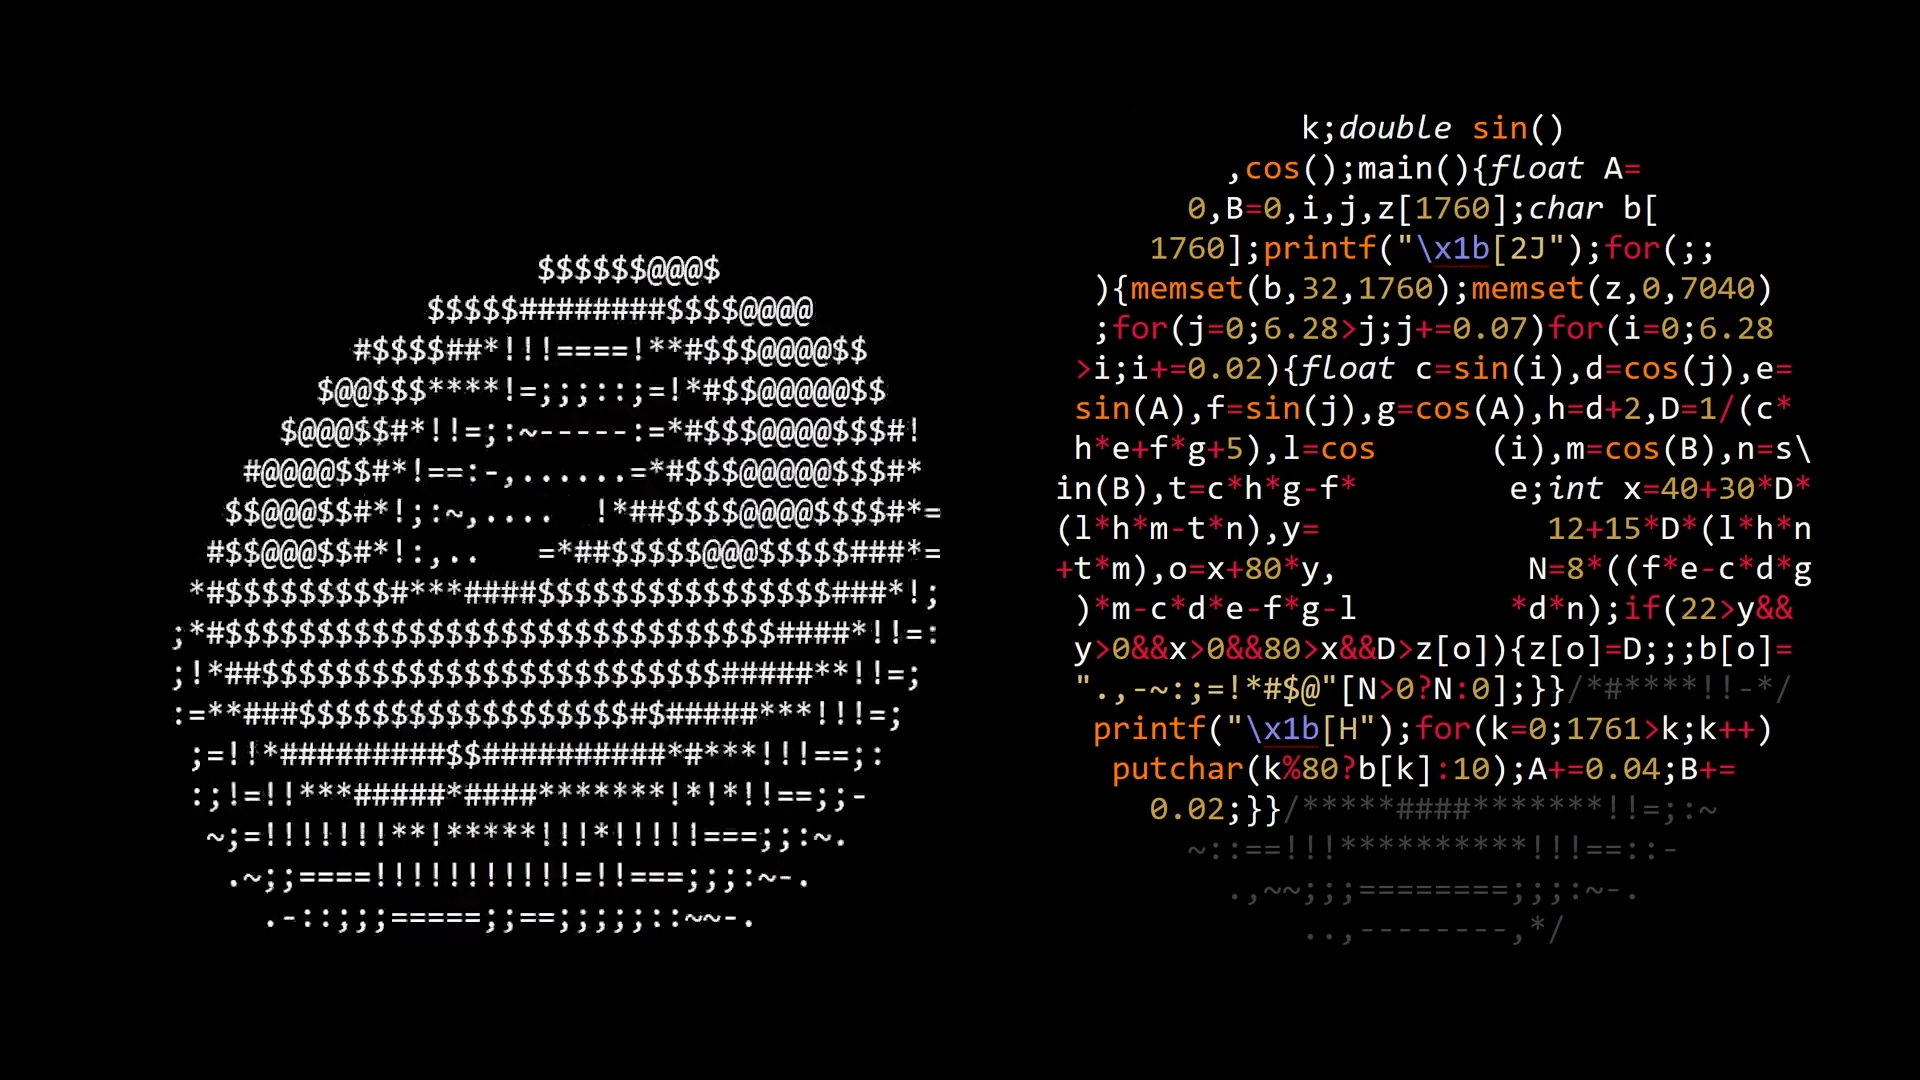 $$$$$$@@@$
$$$$$########$$$$@@@@
#$$$$##*!!!====!**#$$$@@@@$$
$@@$$$****!=;;;::;=!*#$$@@@@@$$
$@@@$$#*!!=;:~-----:=*#$$$@@@@$$$#!
#@@@@$$#*!==:-,......=*#$$$@@@@@$$$#*
$$@@@$$#*!;:~,....  !*##$$$$@@@@$$$$#*=
#$$@@@$$#*!:,..   =*##$$$$$@@@$$$$$###*=
*#$$$$$$$$$#***####$$$$$$$$$$$$$$$$###*!;
;*#$$$$$$$$$$$$$$$$$$$$$$$$$$$$$$####*!!=:
;!*##$$$$$$$$$$$$$$$$$$$$$$$$$#####**!!=;
:=**###$$$$$$$$$$$$$$$$$$#$#####***!!!=;
;=!!*#########$$##########*#***!!!==;:
:;!=!!***#####*####*******!*!*!!==;;-
~;=!!!!!!!**!*****!!!*!!!!!===;;:~.
.~;;====!!!!!!!!!!!=!!===;;;:~-.
.-::;;;=====;;==;;;;;::~~-.
k;double sin()
,cos();main(){float A=
0,B=0,i,j,z[1760];char b[
1760];printf("\x1b[2J");for(;;
){memset(b,32,1760);memset(z,0,7040)
;for(j=0;6.28>j;j+=0.07)for(i=0;6.28
>i;i+=0.02){float c=sin(i),d=cos(j),e=
sin(A),f=sin(j),g=cos(A),h=d+2,D=1/(c*
h*e+f*g+5),l=cos      (i),m=cos(B),n=s\
in(B),t=c*h*g-f*        e;int x=40+30*D*
(l*h*m-t*n),y=            12+15*D*(l*h*n
+t*m),o=x+80*y,          N=8*((f*e-c*d*g
)*m-c*d*e-f*g-l        *d*n);if(22>y&&
y>0&&x>0&&80>x&&D>z[o]){z[o]=D;;;b[o]=
".,-~:;=!*#$@"[N>0?N:0];}}/*#****!!-*/
printf("\x1b[H");for(k=0;1761>k;k++)
putchar(k%80?b[k]:10);A+=0.04;B+=
0.02;}}/*****####*******!!=;:~
~::==!!!**********!!!==::-
.,~~;;;========;;;:~-.
..,--------,*/